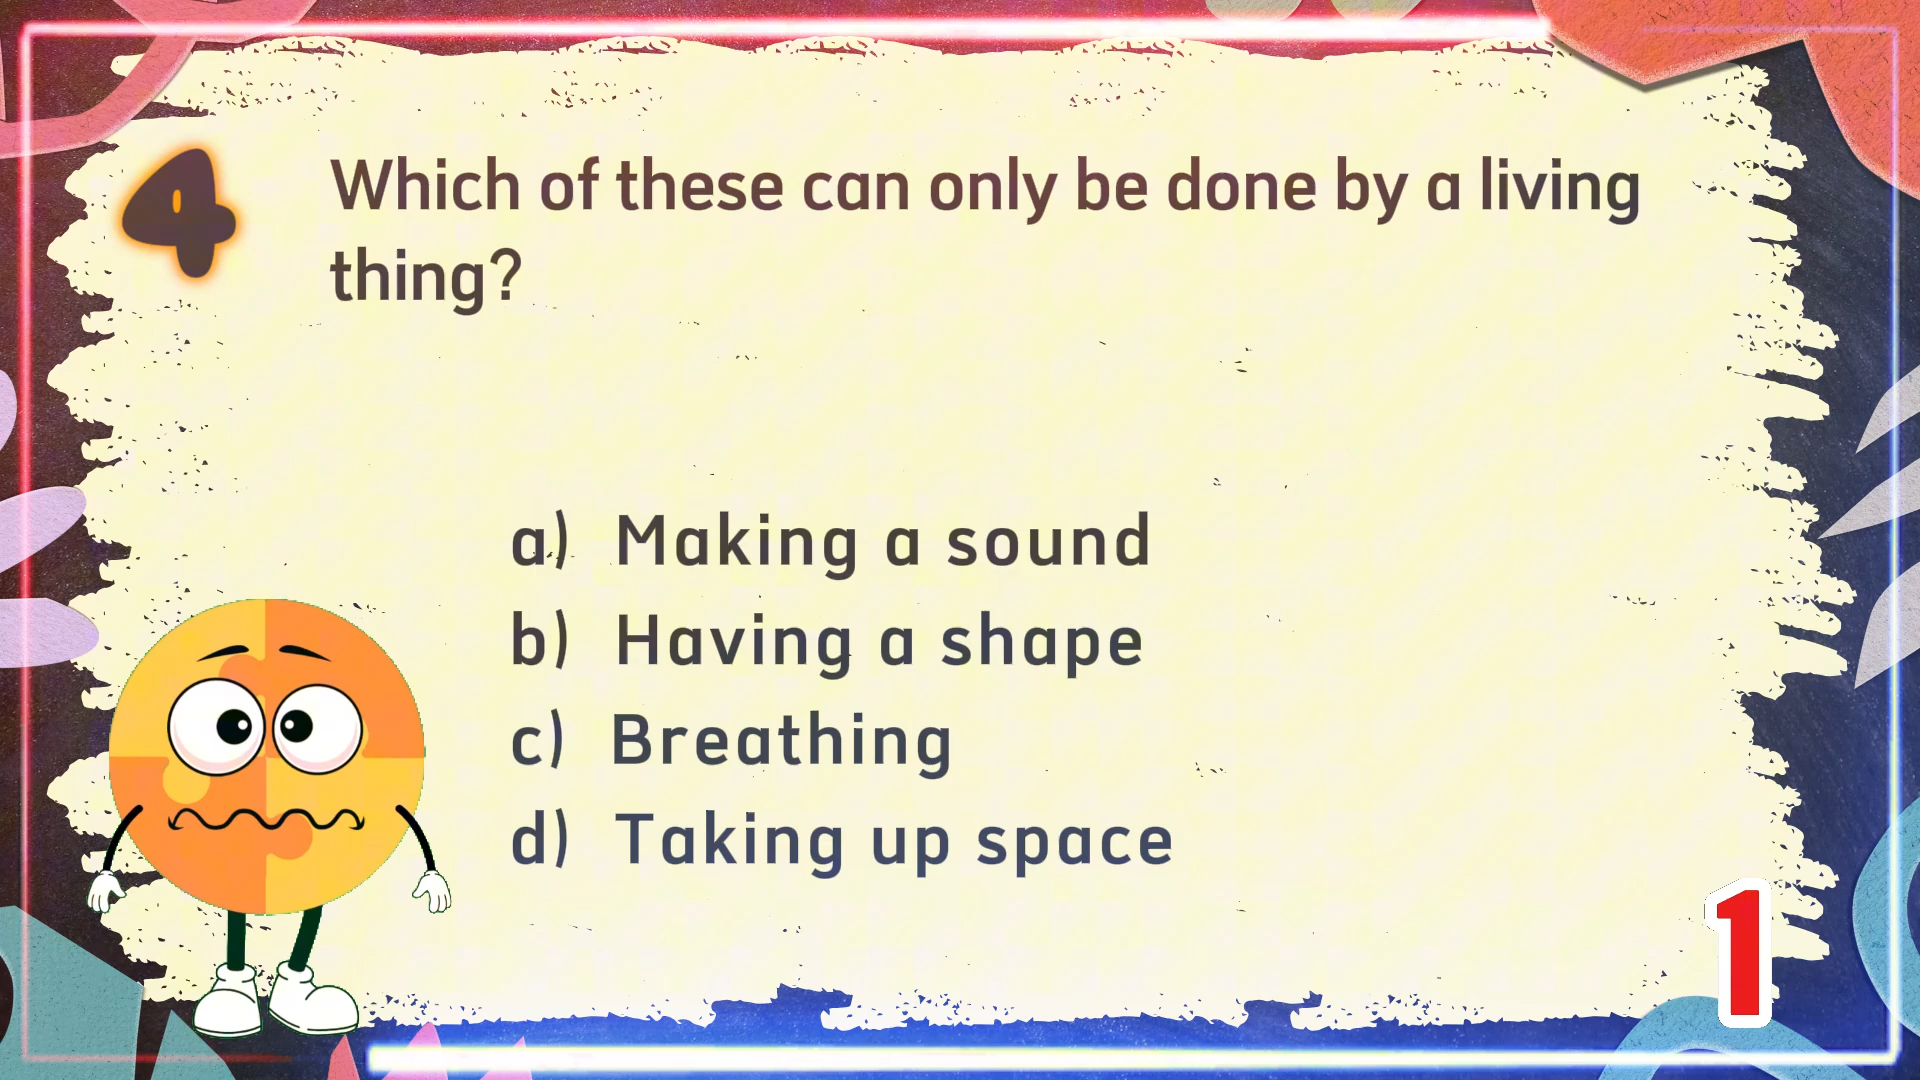 4 Which of these can only be done by a living
thing?
a) Making a sound
b) Having a shape
c) Breathing
d) Taking up space
1